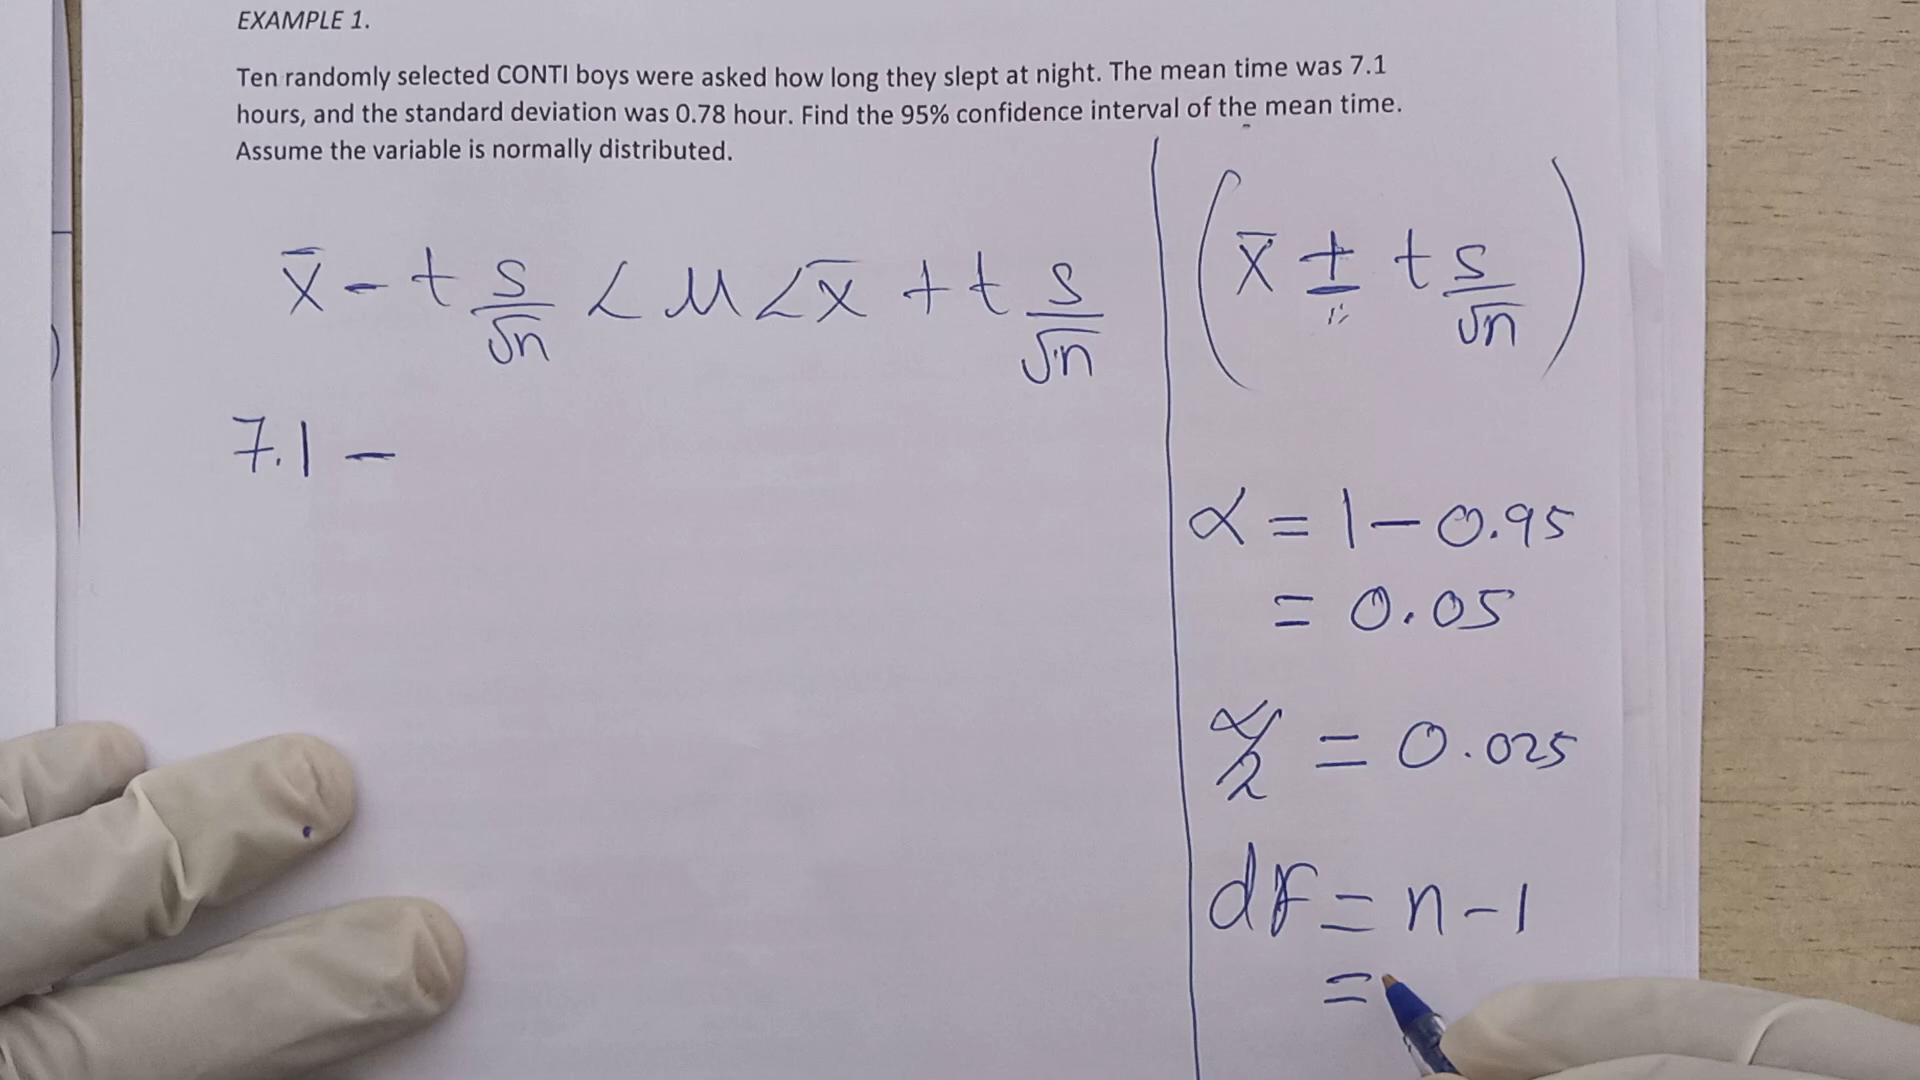 EXAMPLE 1.
Ten randomly selected CONTI boys were asked how long they slept at night. The mean time was 7.1
hours, and the standard deviation was 0.78 hour. Find the 95% confidence interval of the mean time.
Assume the variable is normally distributed.
x̄ - t s/√n < μ < x̄ + t s/√n
7.1 -
(x̄ ± t s/√n)
α = 1 - 0.95
= 0.05
α/2 = 0.025
df = n - 1
=